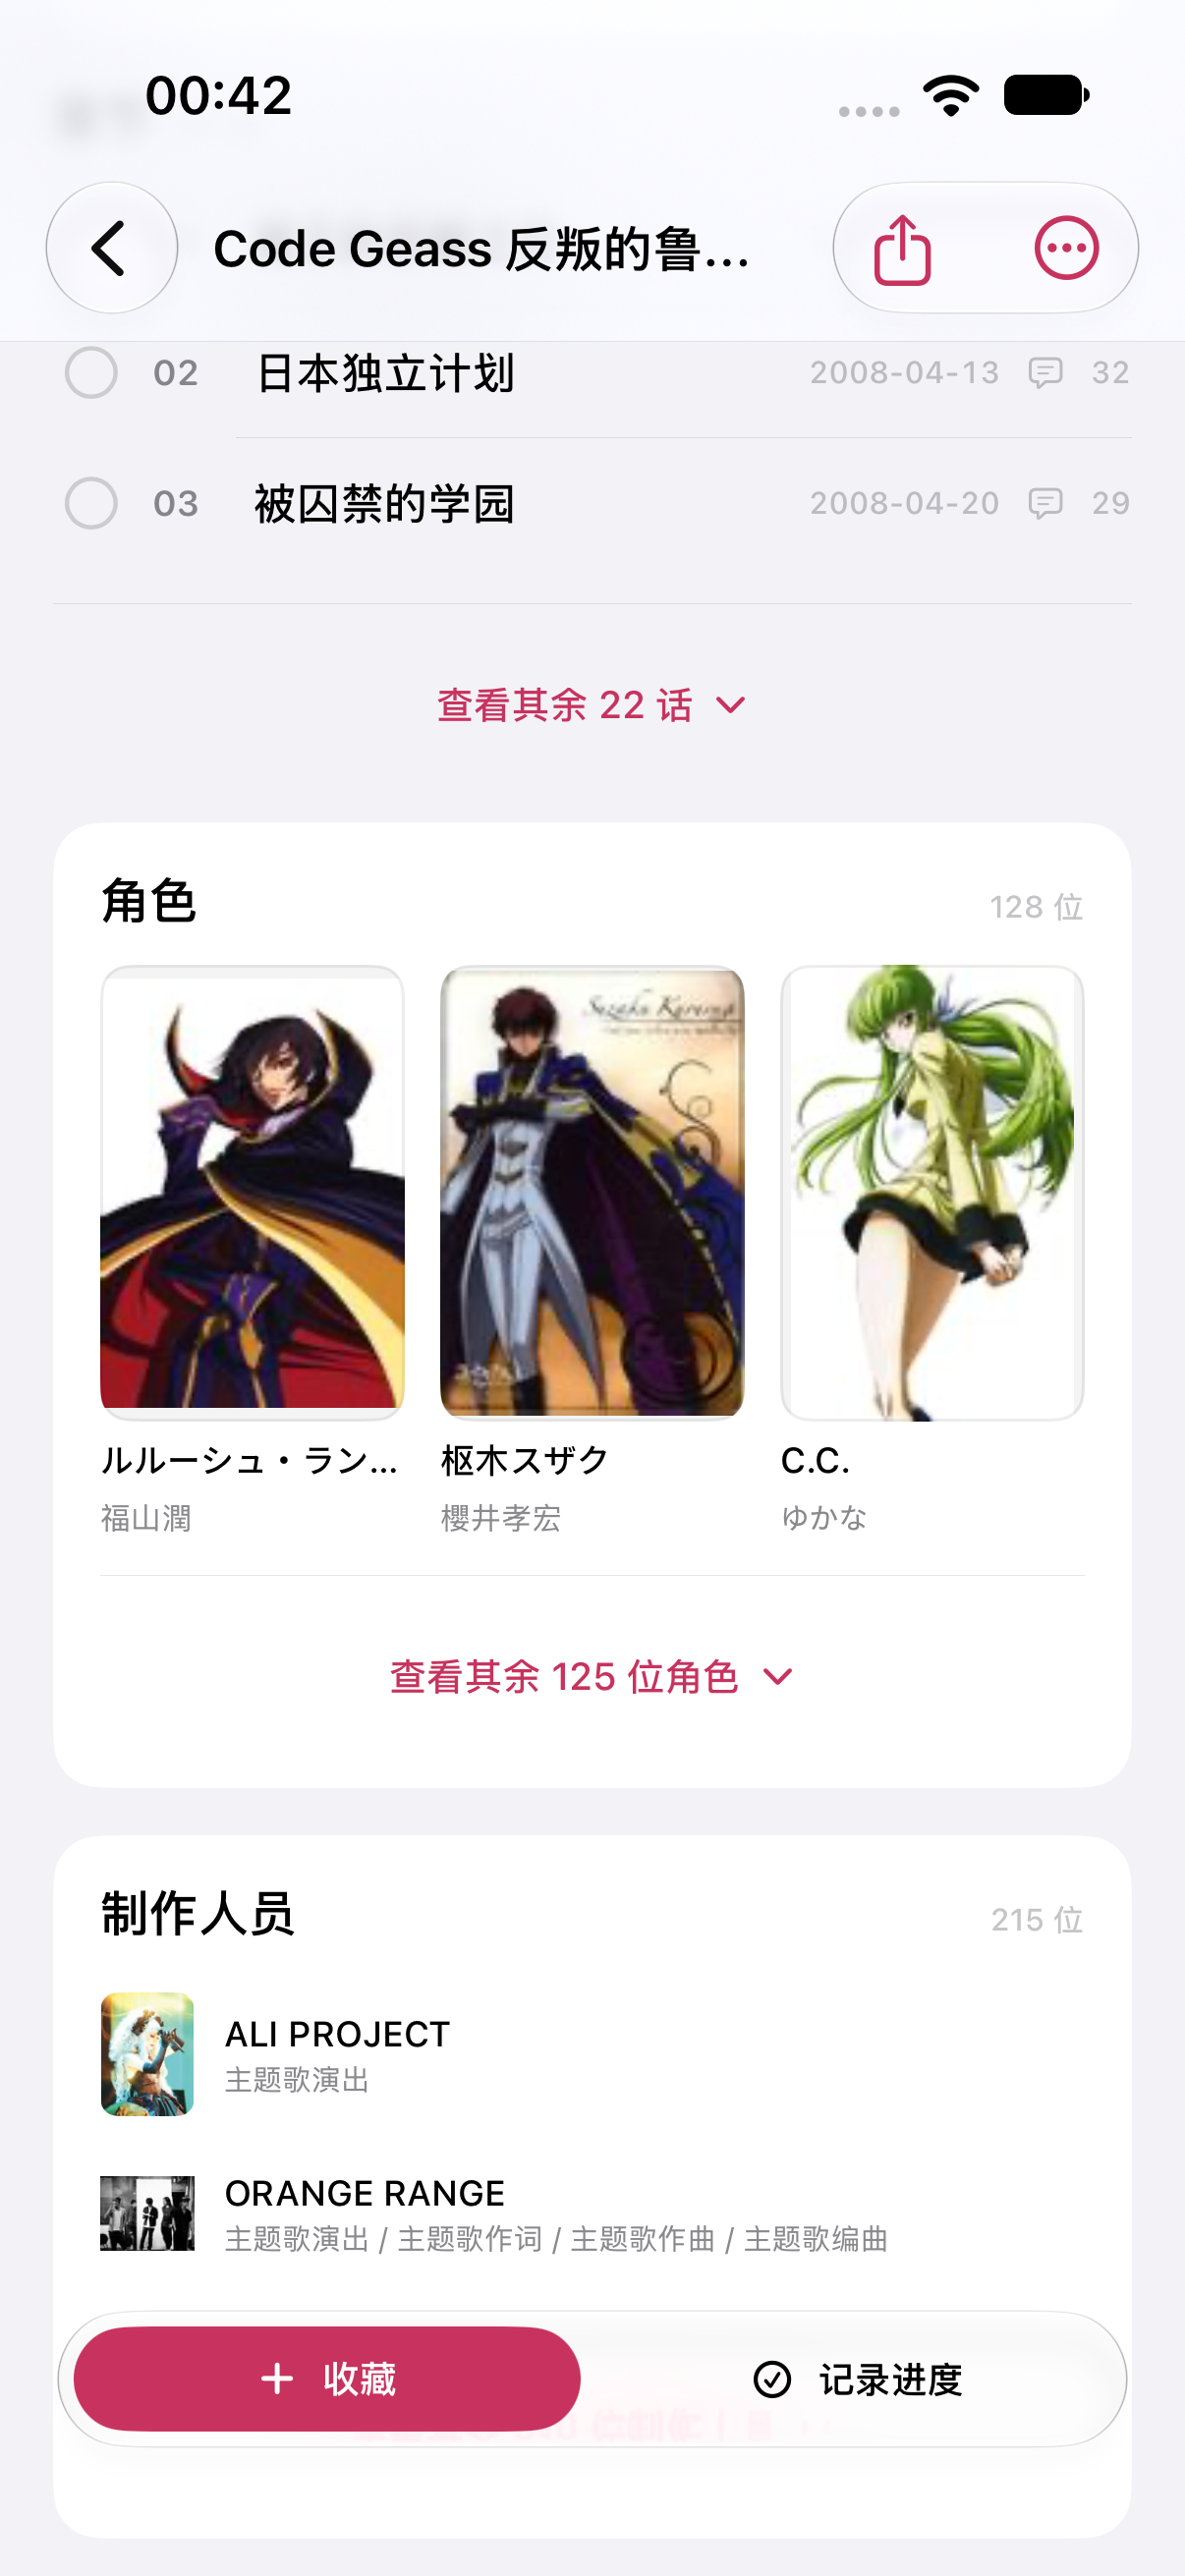 00:42
Code Geass 反叛的鲁...
02 日本独立计划 2008-04-13 32
03 被囚禁的学园 2008-04-20 29
查看其余 22 话
角色 128 位
Suzaku Kururugi
ルルーシュ・ラン... 枢木スザク C.C.
福山潤 櫻井孝宏 ゆかな
查看其余 125 位角色
制作人员 215 位
ALI PROJECT
主题歌演出
ORANGE RANGE
主题歌演出 / 主题歌作词 / 主题歌作曲 / 主题歌编曲
收藏 记录进度